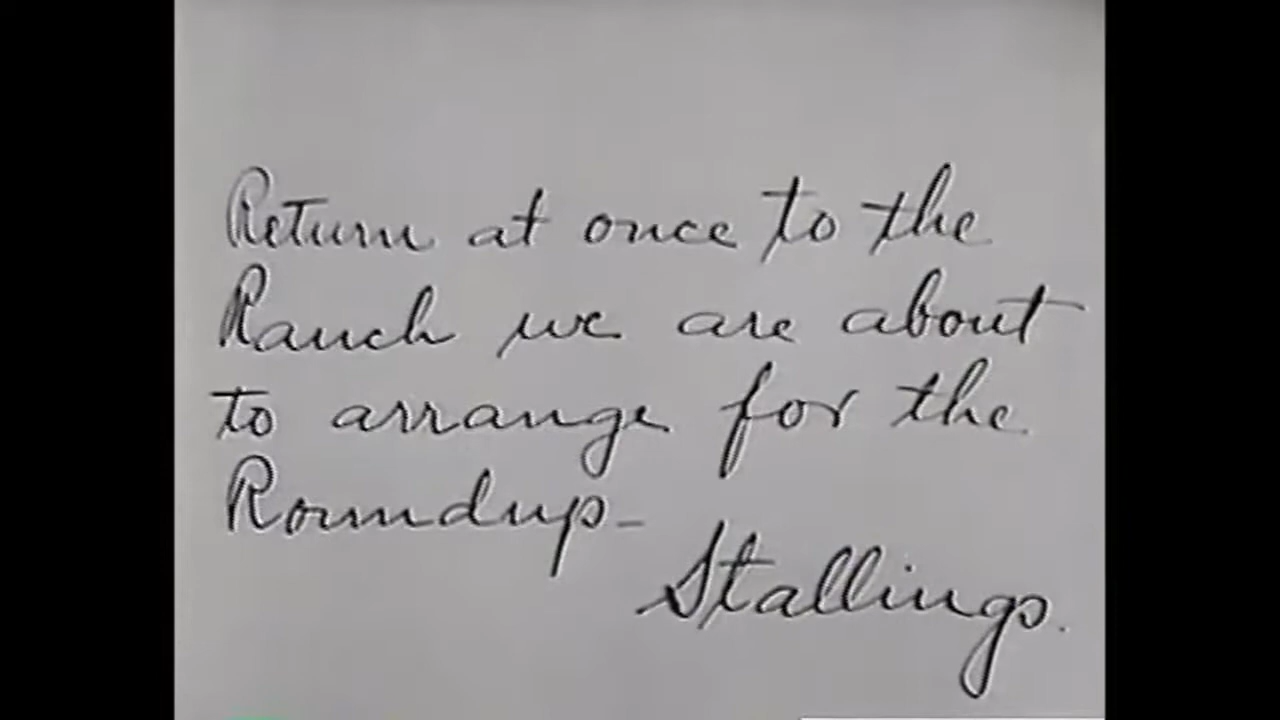 Return at once to the
Ranch we are about
to arrange for the
Roundup-
Stallings.